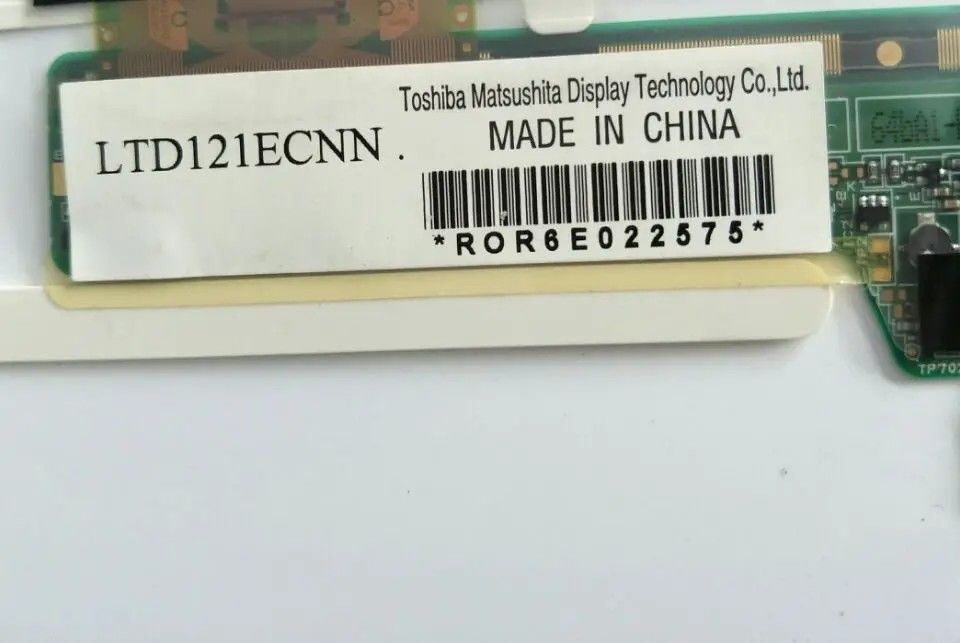 Toshiba Matsushita Display Technology Co.,Ltd.
LTD121ECNN .
MADE IN CHINA
*ROR6E022575*